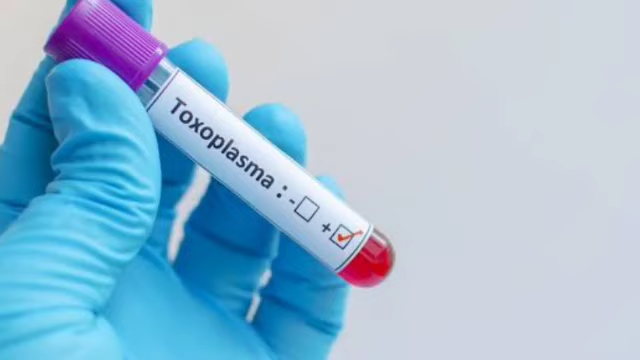 Toxoplasma : - ☐
+ ☑